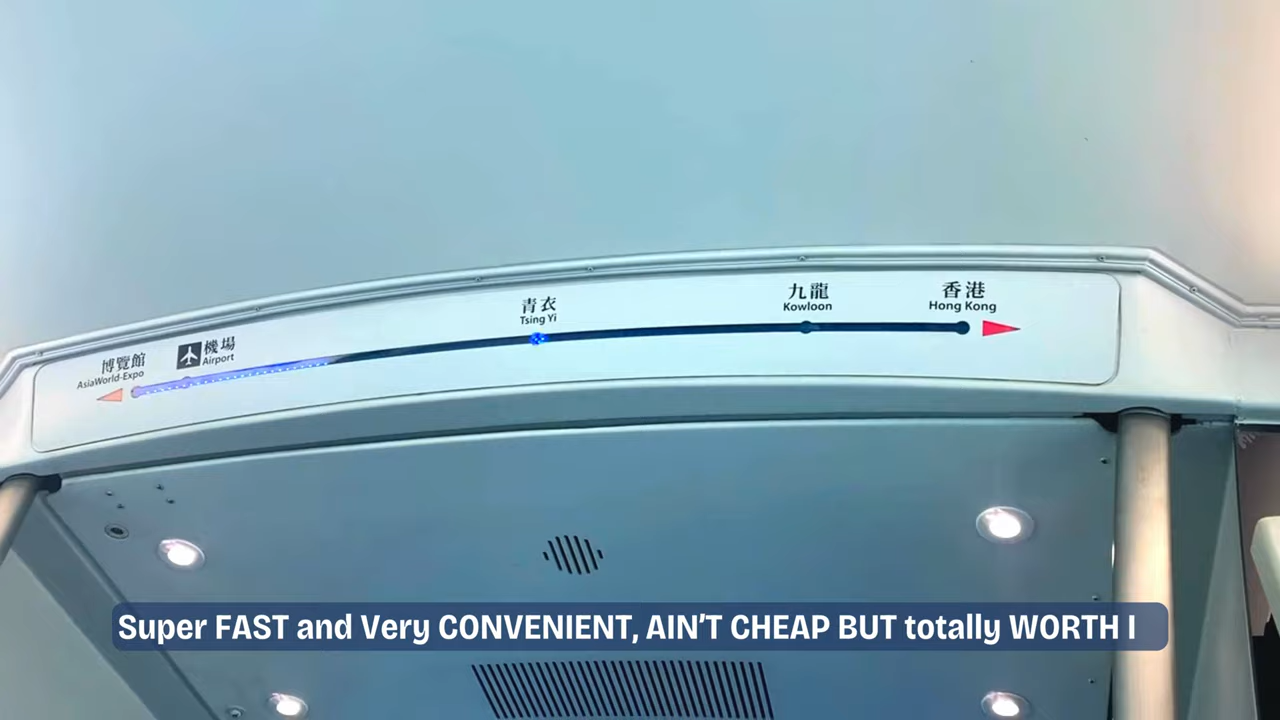 博覽館
AsiaWorld-Expo
機場
Airport
青衣
Tsing Yi
九龍
Kowloon
香港
Hong Kong
Super FAST and Very CONVENIENT, AIN'T CHEAP BUT totally WORTH I